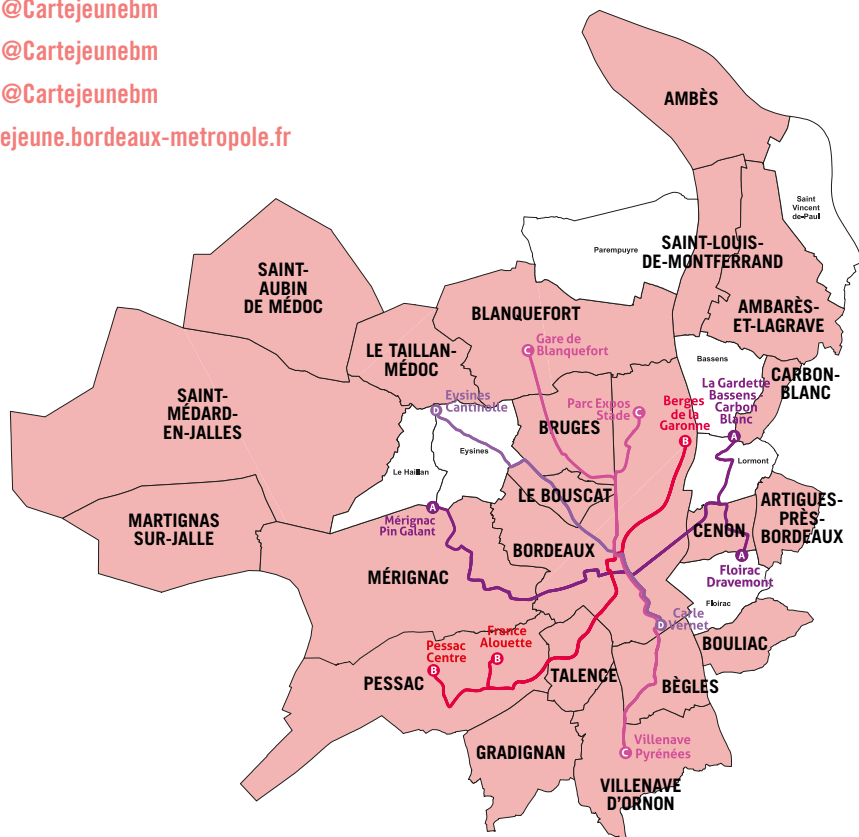 @Cartejeunebm
@Cartejeunebm
@Cartejeunebm
ejeune.bordeaux-metropole.fr
AMBÈS
Saint
Vincent
de-Paul
Parempuyre
SAINT-LOUIS-
DE-MONTFERRAND
SAINT-
AUBIN
DE MÉDOC
BLANQUEFORT
AMBARÈS-
ET-LAGRAVE
C Gare de
Blanquefort
LE TAILLAN-
MÉDOC
Bassens
CARBON-
BLANC
La Gardette
Bassens -
Carbon
Blanc
A
SAINT-
MÉDARD-
EN-JALLES
Eysines
Cantinolle
D
Parc Expos
Stade
C
Berges
de la
Garonne
B
BRUGES
Eysines
Le Haillan
Lormont
LE BOUSCAT
ARTIGUES-
PRÈS-
BORDEAUX
MARTIGNAS
SUR-JALLE
A
Mérignac
Pin Galant
CENON
BORDEAUX
A
Floirac
Dravemont
MÉRIGNAC
Floirac
Carle
Vernet
D
Pessac
Centre
B
France
Alouette
B
BOULIAC
PESSAC
TALENCE
BÈGLES
GRADIGNAN
C Villenave
Pyrénées
VILLENAVE
D'ORNON